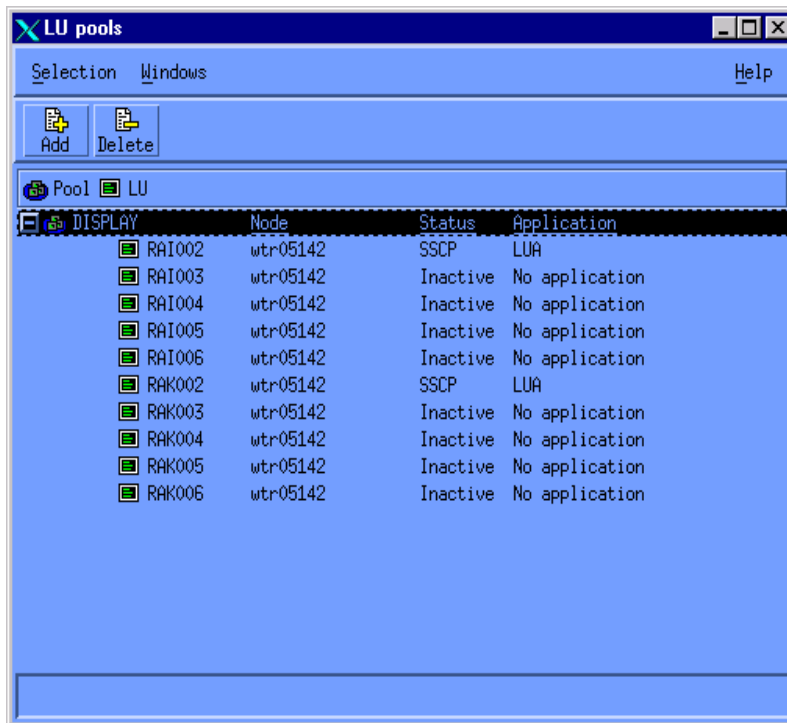 LU pools
Selection Windows Help
Add Delete
Pool LU
DISPLAY Node Status Application
RAI002 wtr05142 SSCP LUA
RAI003 wtr05142 Inactive No application
RAI004 wtr05142 Inactive No application
RAI005 wtr05142 Inactive No application
RAI006 wtr05142 Inactive No application
RAK002 wtr05142 SSCP LUA
RAK003 wtr05142 Inactive No application
RAK004 wtr05142 Inactive No application
RAK005 wtr05142 Inactive No application
RAK006 wtr05142 Inactive No application